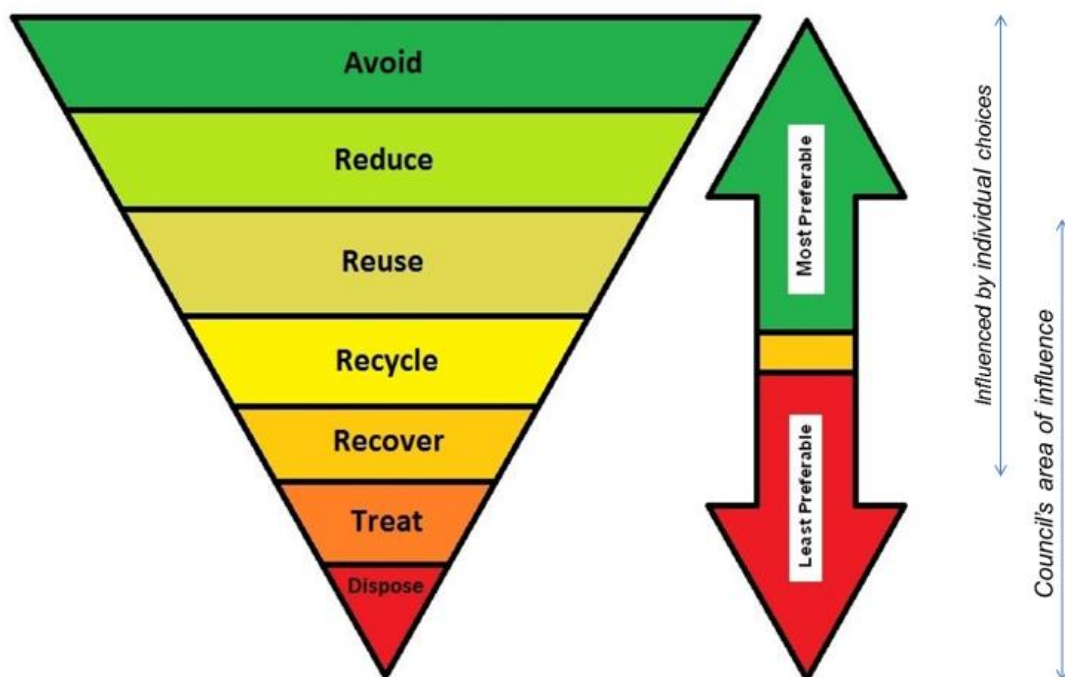 Avoid
Reduce
Reuse
Recycle
Recover
Treat
Dispose
Most Preferable
Least Preferable
Influenced by individual choices
Council's area of influence